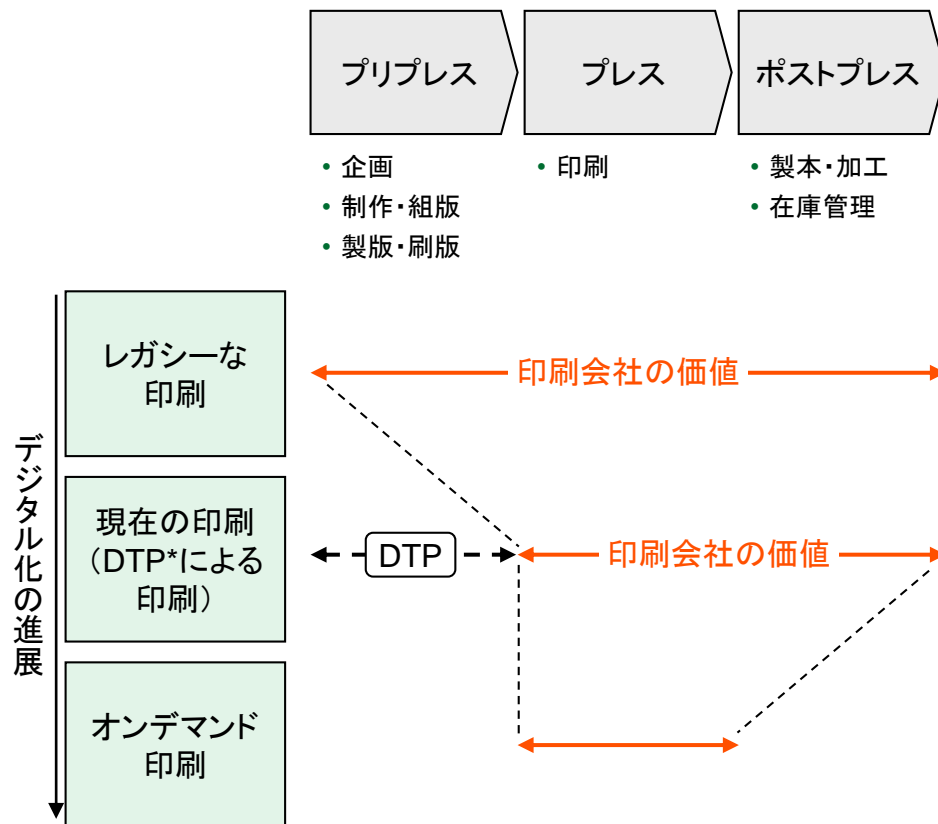 プリプレス
プレス
ポストプレス
• 企画
• 制作・組版
• 製版・刷版
• 印刷
• 製本・加工
• 在庫管理
デジタル化の進展
レガシーな
印刷
印刷会社の価値
現在の印刷
（DTP*による
印刷）
DTP
印刷会社の価値
オンデマンド
印刷